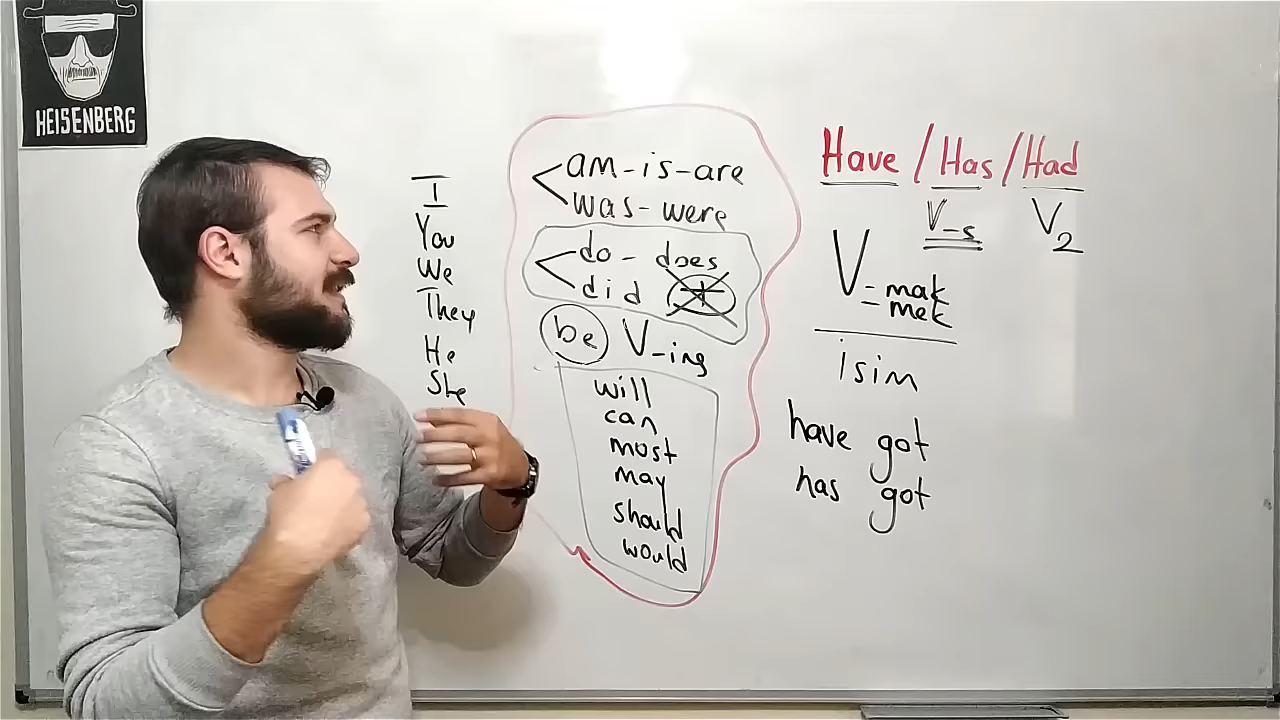 HEISENBERG
I
You
We
They
He
She
am-is-are
was-were
do-does
did +
be V-ing
will
can
most
may
should
would
Have / Has / Had
V-s V2
V-mak
mek
isim
have got
has got